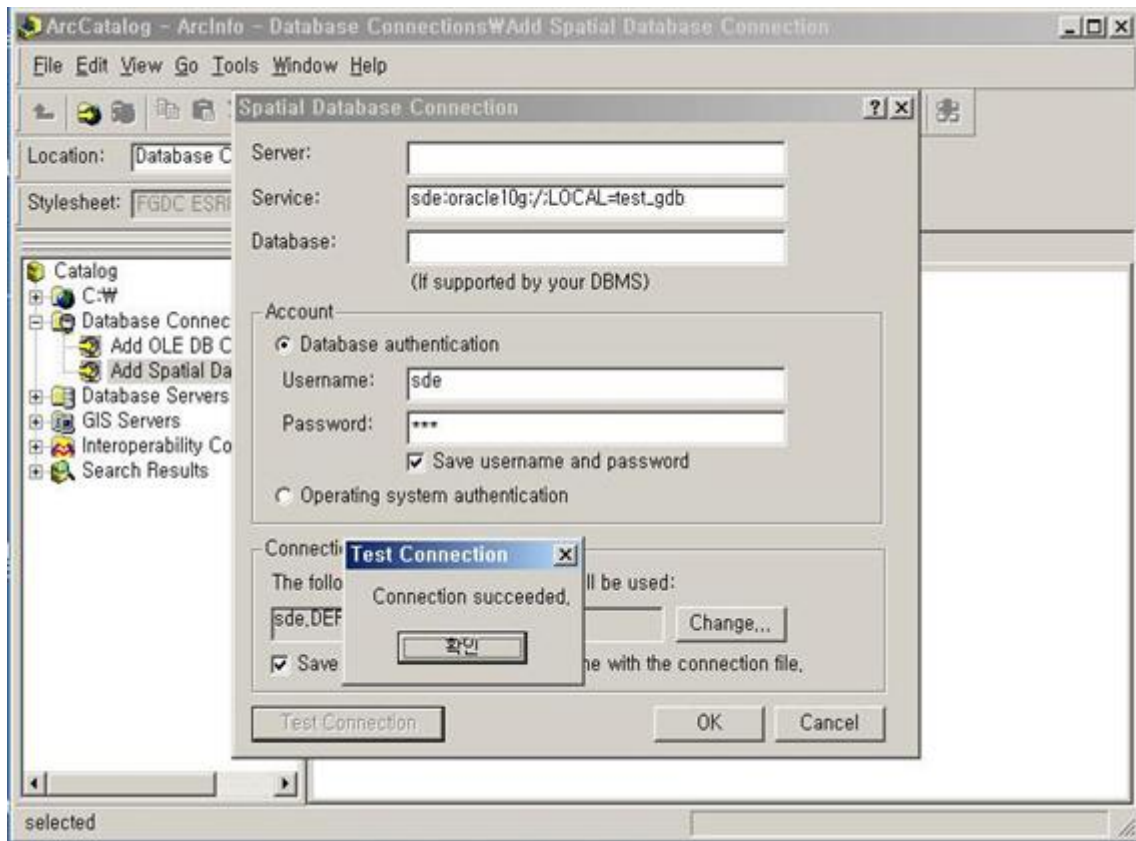 ArcCatalog - ArcInfo - Database Connections₩Add Spatial Database Connection
File Edit View Go Tools Window Help
Spatial Database Connection
Location: Database C
Stylesheet: FGDC ESRI
Server:
Service: sde:oracle10g:/;LOCAL=test_gdb
Database:
(If supported by your DBMS)
Catalog
C:₩
Database Connec
Add OLE DB C
Add Spatial Da
Database Servers
GIS Servers
Interoperability Co
Search Results
Account
Database authentication
Username: sde
Password: ***
Save username and password
Operating system authentication
Connecti
The follo ll be used:
sde.DEF Change...
Save ne with the connection file.
Test Connection
Connection succeeded.
확인
Test Connection OK Cancel
selected